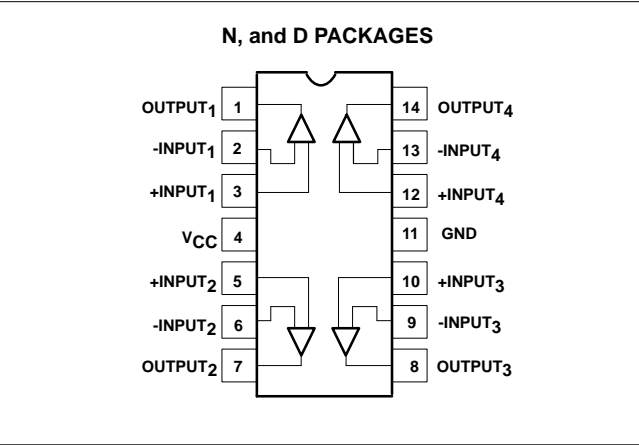 N, and D PACKAGES
OUTPUT1 1 14 OUTPUT4
-INPUT1 2 13 -INPUT4
+INPUT1 3 12 +INPUT4
VCC 4 11 GND
+INPUT2 5 10 +INPUT3
-INPUT2 6 9 -INPUT3
OUTPUT2 7 8 OUTPUT3